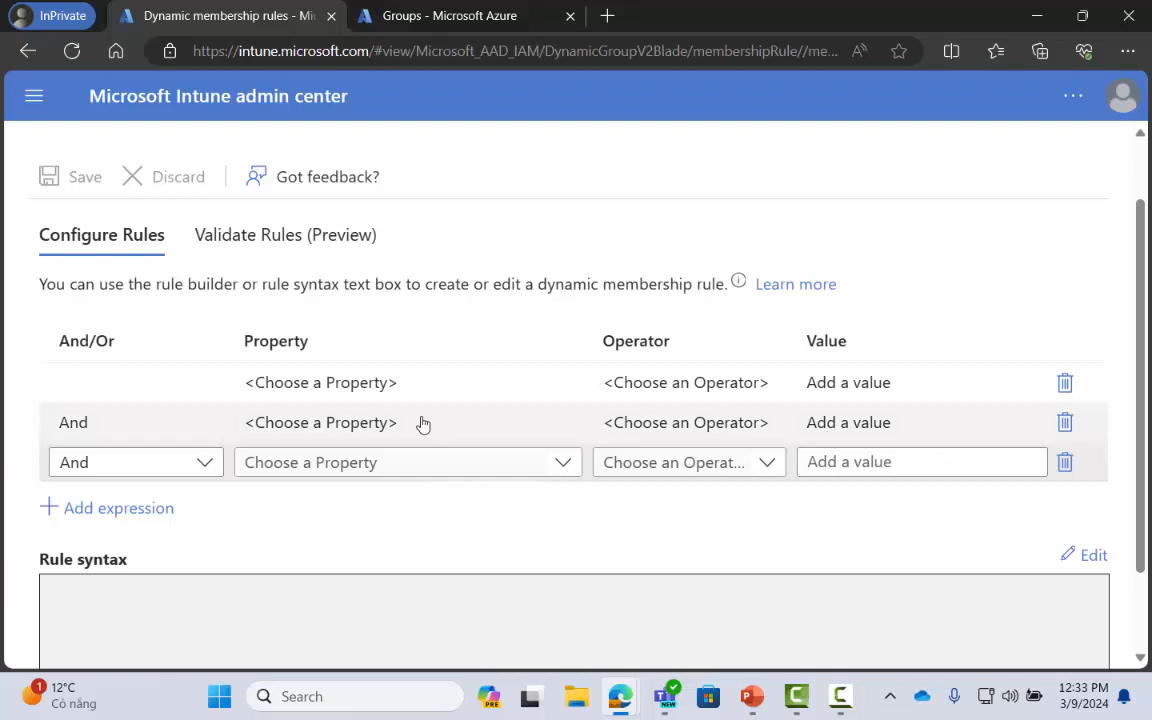 InPrivate
Dynamic membership rules - Mi
Groups - Microsoft Azure
https://intune.microsoft.com/#view/Microsoft_AAD_IAM/DynamicGroupV2Blade/membershipRule//me...
Microsoft Intune admin center
Save
Discard
Got feedback?
Configure Rules
Validate Rules (Preview)
You can use the rule builder or rule syntax text box to create or edit a dynamic membership rule. Learn more
And/Or Property Operator Value
<Choose a Property> <Choose an Operator> Add a value
And <Choose a Property> <Choose an Operator> Add a value
And Choose a Property Choose an Operat... Add a value
Add expression
Rule syntax
Edit
1
12°C
Có nắng
Search
PRE
NEW
12:33 PM
3/9/2024